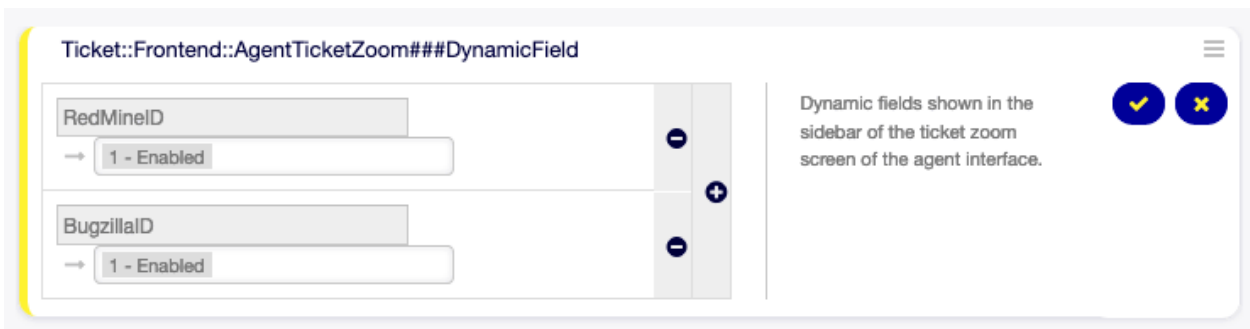 Ticket::Frontend::AgentTicketZoom###DynamicField
RedMineID
1 - Enabled
BugzillaID
1 - Enabled
Dynamic fields shown in the
sidebar of the ticket zoom
screen of the agent interface.